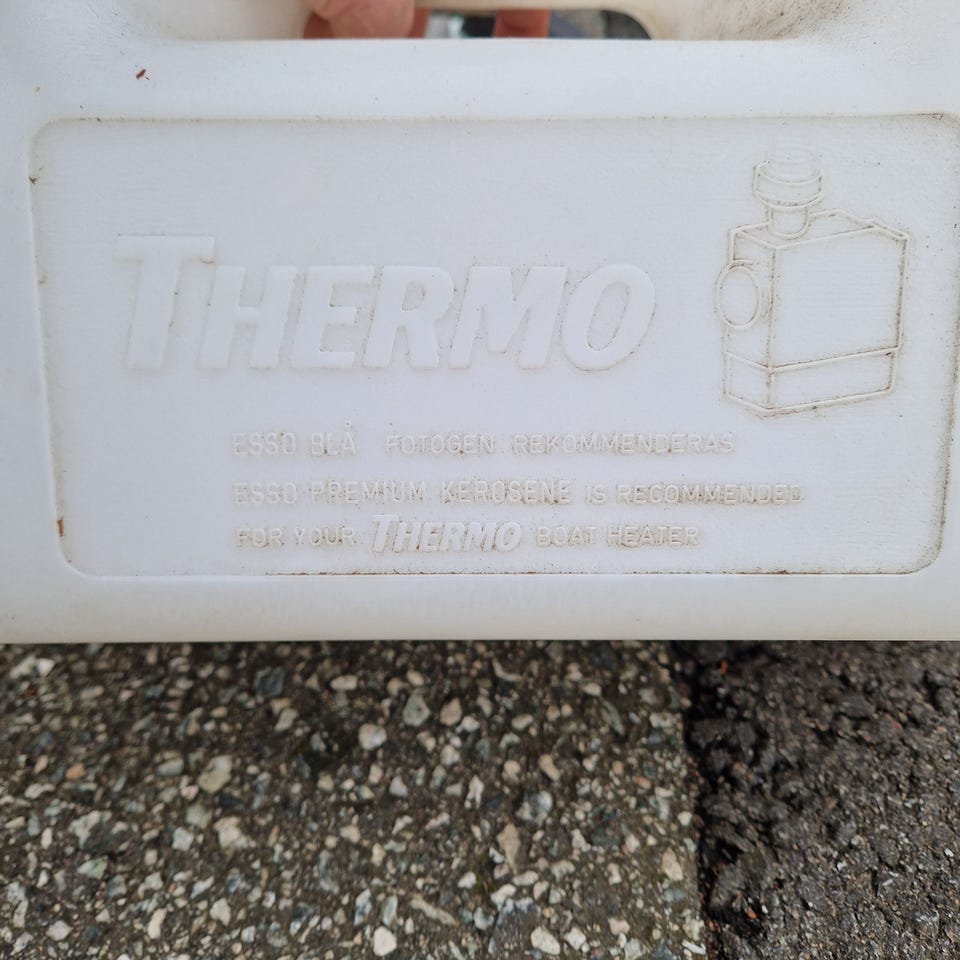 THERMO
ESSO BLÅ FOTOGEN REKOMMENDERAS
ESSO PREMIUM KEROSENE IS RECOMMENDED
FOR YOUR THERMO BOAT HEATER